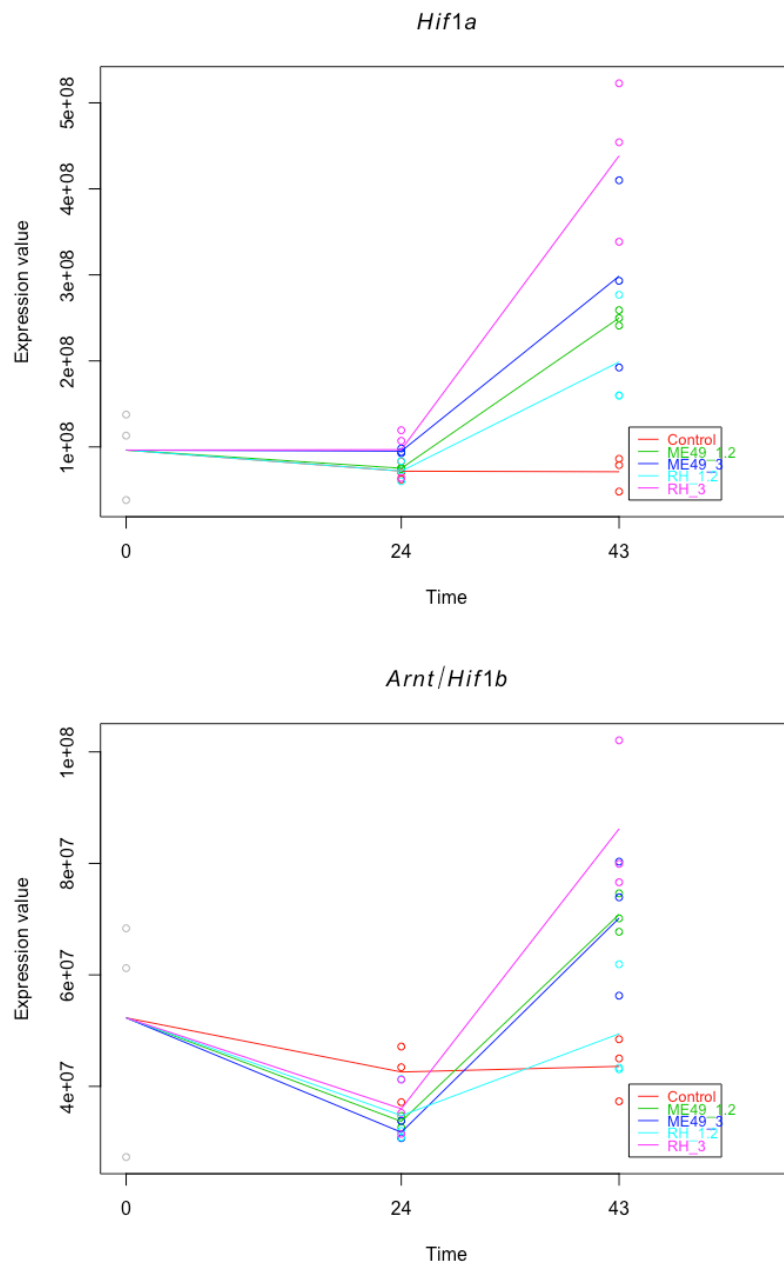 Hif1a
Expression value
5e+08
4e+08
3e+08
2e+08
1e+08
Control
ME49_1.2
ME49_3
RH_1.2
RH_3
0 24 43
Time
Arnt/Hif1b
Expression value
1e+08
8e+07
6e+07
4e+07
Control
ME49_1.2
ME49_3
RH_1.2
RH_3
0 24 43
Time